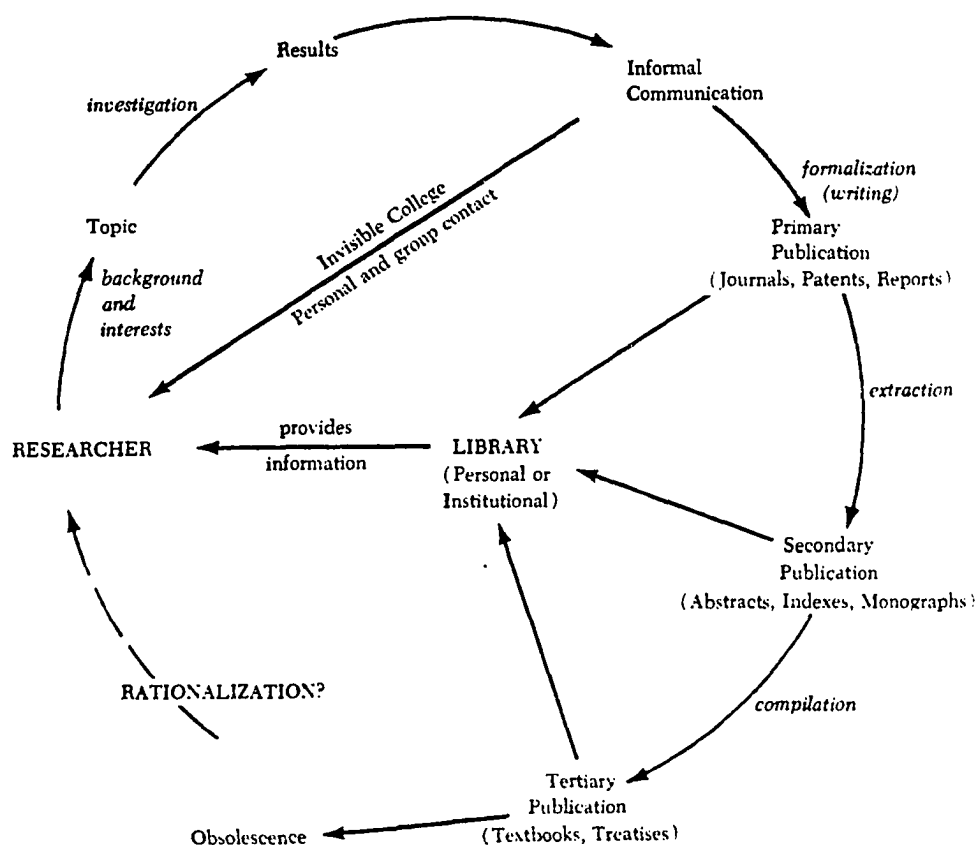 Results
Informal
Communication
investigation
formalization
(writing)
Invisible College
Personal and group contact
Topic
Primary
Publication
(Journals, Patents, Reports)
background
and
interests
extraction
RESEARCHER
provides
information
LIBRARY
(Personal or
Institutional)
Secondary
Publication
(Abstracts, Indexes, Monographs)
RATIONALIZATION?
compilation
Tertiary
Publication
(Textbooks, Treatises)
Obsolescence